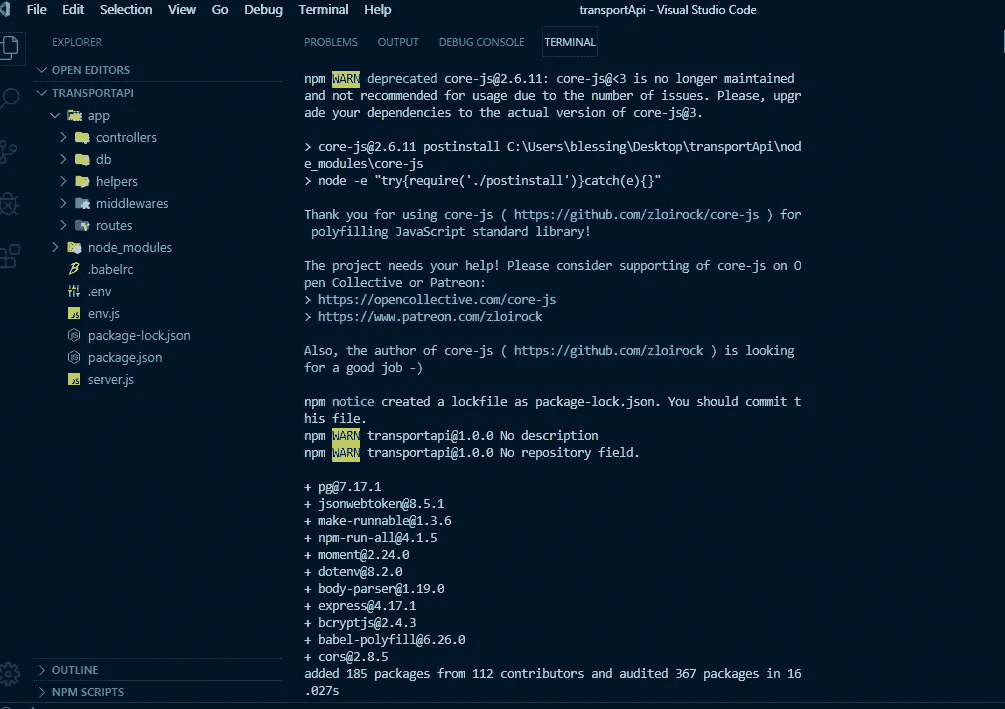 File Edit Selection View Go Debug Terminal Help
transportApi - Visual Studio Code
EXPLORER
OPEN EDITORS
TRANSPORTAPI
app
controllers
db
helpers
middlewares
routes
node_modules
.babelrc
.env
env.js
package-lock.json
package.json
server.js
OUTLINE
NPM SCRIPTS
PROBLEMS OUTPUT DEBUG CONSOLE TERMINAL
npm WARN deprecated core-js@2.6.11: core-js@<3 is no longer maintained
and not recommended for usage due to the number of issues. Please, upgr
ade your dependencies to the actual version of core-js@3.
> core-js@2.6.11 postinstall C:\Users\blessing\Desktop\transportApi\nod
e_modules\core-js
> node -e "try{require('./postinstall')}catch(e){}"
Thank you for using core-js ( https://github.com/zloirock/core-js ) for
polyfilling JavaScript standard library!
The project needs your help! Please consider supporting of core-js on O
pen Collective or Patreon:
> https://opencollective.com/core-js
> https://www.patreon.com/zloirock
Also, the author of core-js ( https://github.com/zloirock ) is looking
for a good job -)
npm notice created a lockfile as package-lock.json. You should commit t
his file.
npm WARN transportapi@1.0.0 No description
npm WARN transportapi@1.0.0 No repository field.
+ pg@7.17.1
+ jsonwebtoken@8.5.1
+ make-runnable@1.3.6
+ npm-run-all@4.1.5
+ moment@2.24.0
+ dotenv@8.2.0
+ body-parser@1.19.0
+ express@4.17.1
+ bcryptjs@2.4.3
+ babel-polyfill@6.26.0
+ cors@2.8.5
added 185 packages from 112 contributors and audited 367 packages in 16
.027s